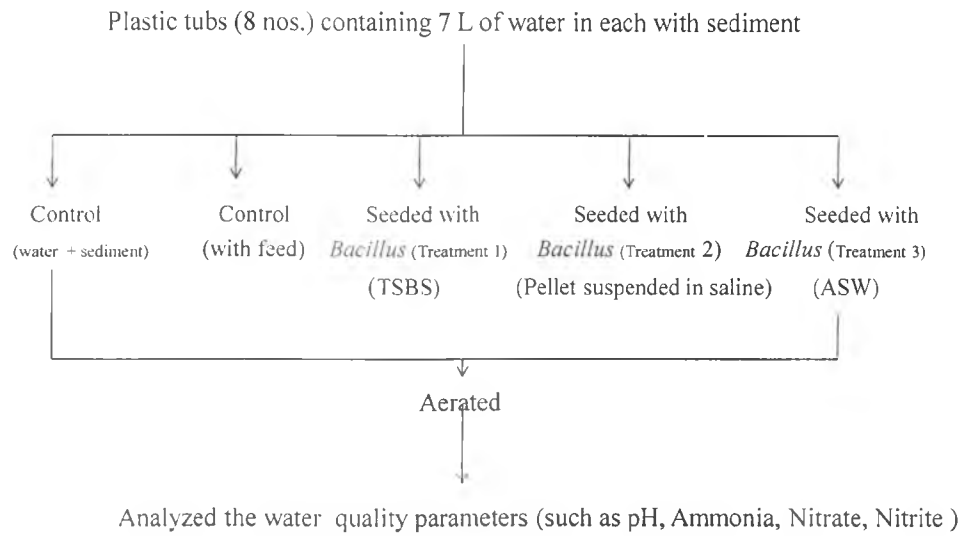 Plastic tubs (8 nos.) containing 7 L of water in each with sediment
Control
(water + sediment)
Control
(with feed)
Seeded with
Bacillus (Treatment 1)
(TSBS)
Seeded with
Bacillus (Treatment 2)
(Pellet suspended in saline)
Seeded with
Bacillus (Treatment 3)
(ASW)
Aerated
Analyzed the water quality parameters (such as pH, Ammonia, Nitrate, Nitrite )